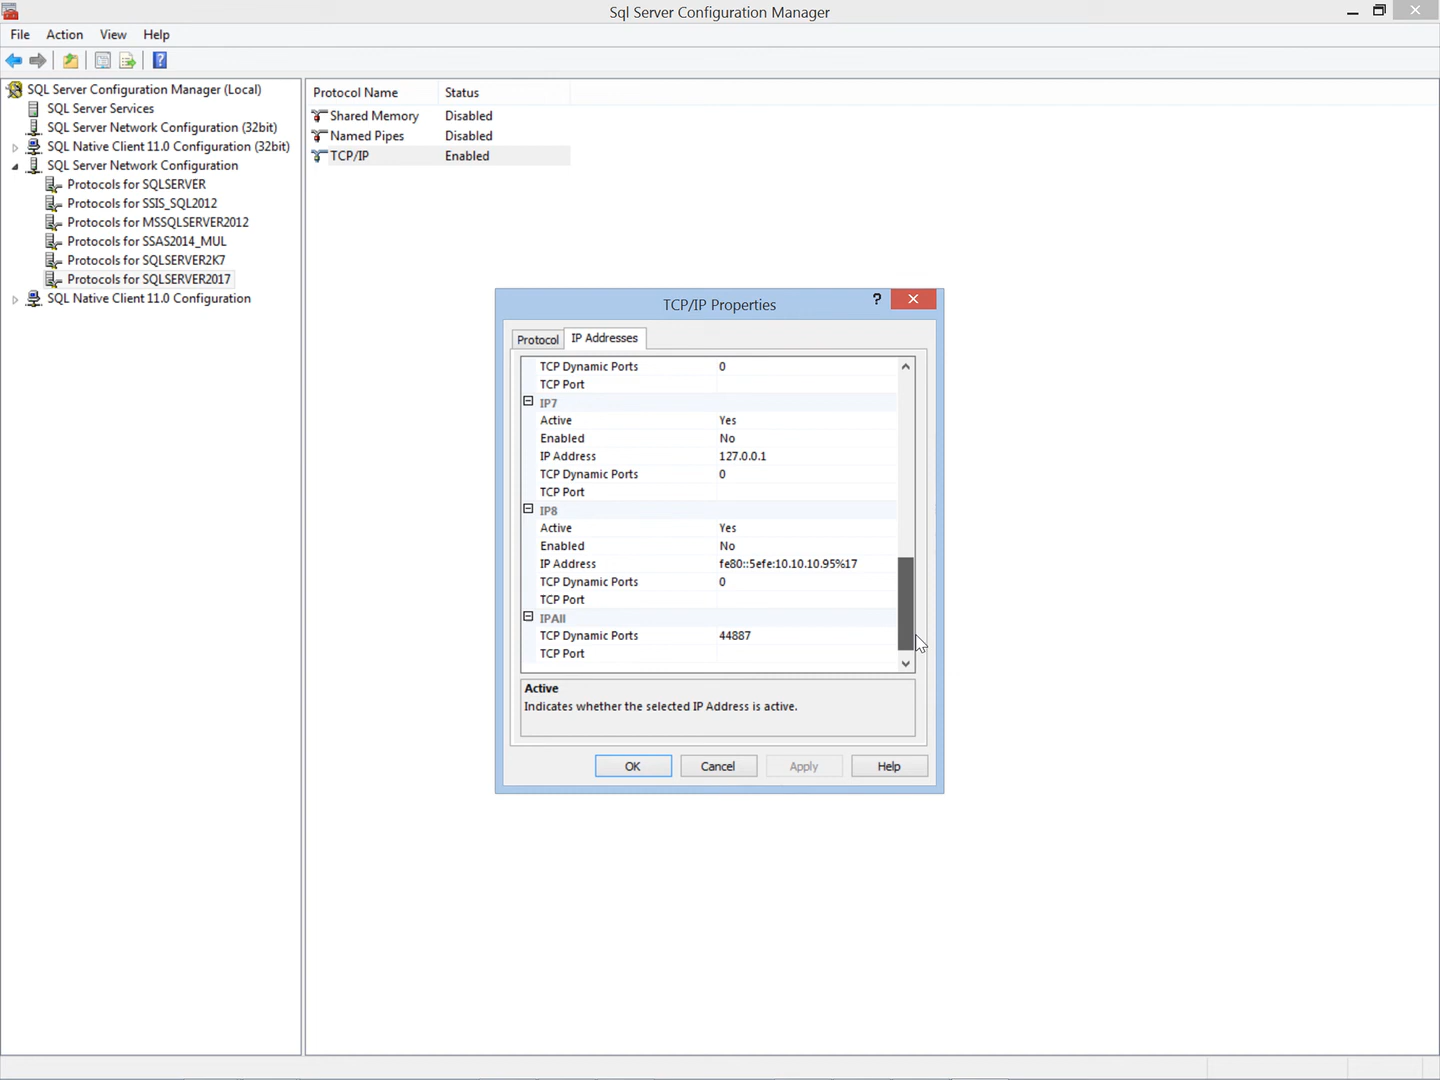 Sql Server Configuration Manager
File Action View Help
SQL Server Configuration Manager (Local)
SQL Server Services
SQL Server Network Configuration (32bit)
SQL Native Client 11.0 Configuration (32bit)
SQL Server Network Configuration
Protocols for SQLSERVER
Protocols for SSIS_SQL2012
Protocols for MSSQLSERVER2012
Protocols for SSAS2014_MUL
Protocols for SQLSERVER2K7
Protocols for SQLSERVER2017
SQL Native Client 11.0 Configuration
Protocol Name Status
Shared Memory Disabled
Named Pipes Disabled
TCP/IP Enabled
TCP/IP Properties
Protocol IP Addresses
TCP Dynamic Ports 0
TCP Port
IP7
Active Yes
Enabled No
IP Address 127.0.0.1
TCP Dynamic Ports 0
TCP Port
IP8
Active Yes
Enabled No
IP Address fe80::5efe:10.10.10.95%17
TCP Dynamic Ports 0
TCP Port
IPAll
TCP Dynamic Ports 44887
TCP Port
Active
Indicates whether the selected IP Address is active.
OK Cancel Apply Help